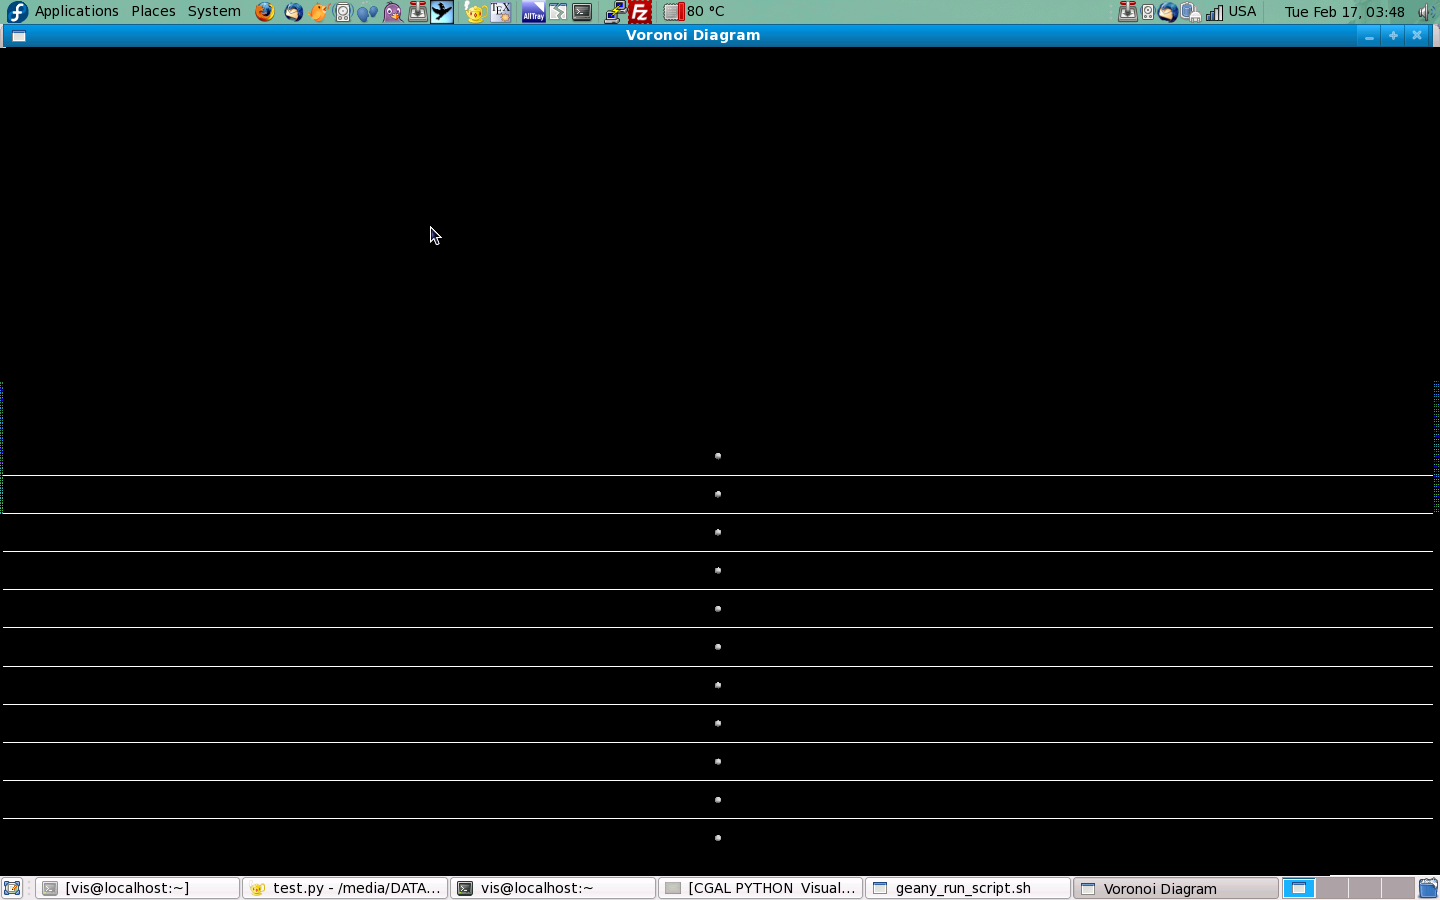 Applications Places System 80 °C USA Tue Feb 17, 03:48
Voronoi Diagram
[vis@localhost:~] test.py - /media/DATA... vis@localhost:~ [CGAL PYTHON Visual... geany_run_script.sh Voronoi Diagram